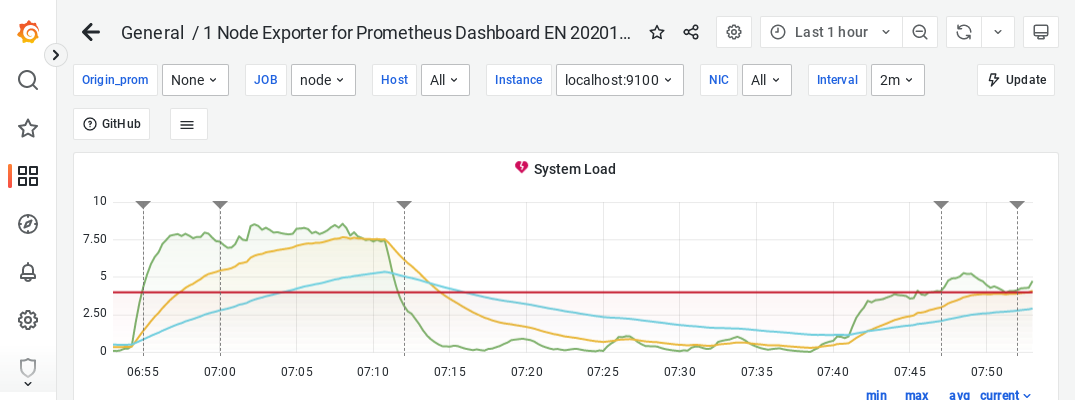 General / 1 Node Exporter for Prometheus Dashboard EN 20201...
Last 1 hour
Origin_prom None JOB node Host All Instance localhost:9100 NIC All Interval 2m Update
GitHub
System Load
10
7.50
5
2.50
0
06:55 07:00 07:05 07:10 07:15 07:20 07:25 07:30 07:35 07:40 07:45 07:50
min max avg current